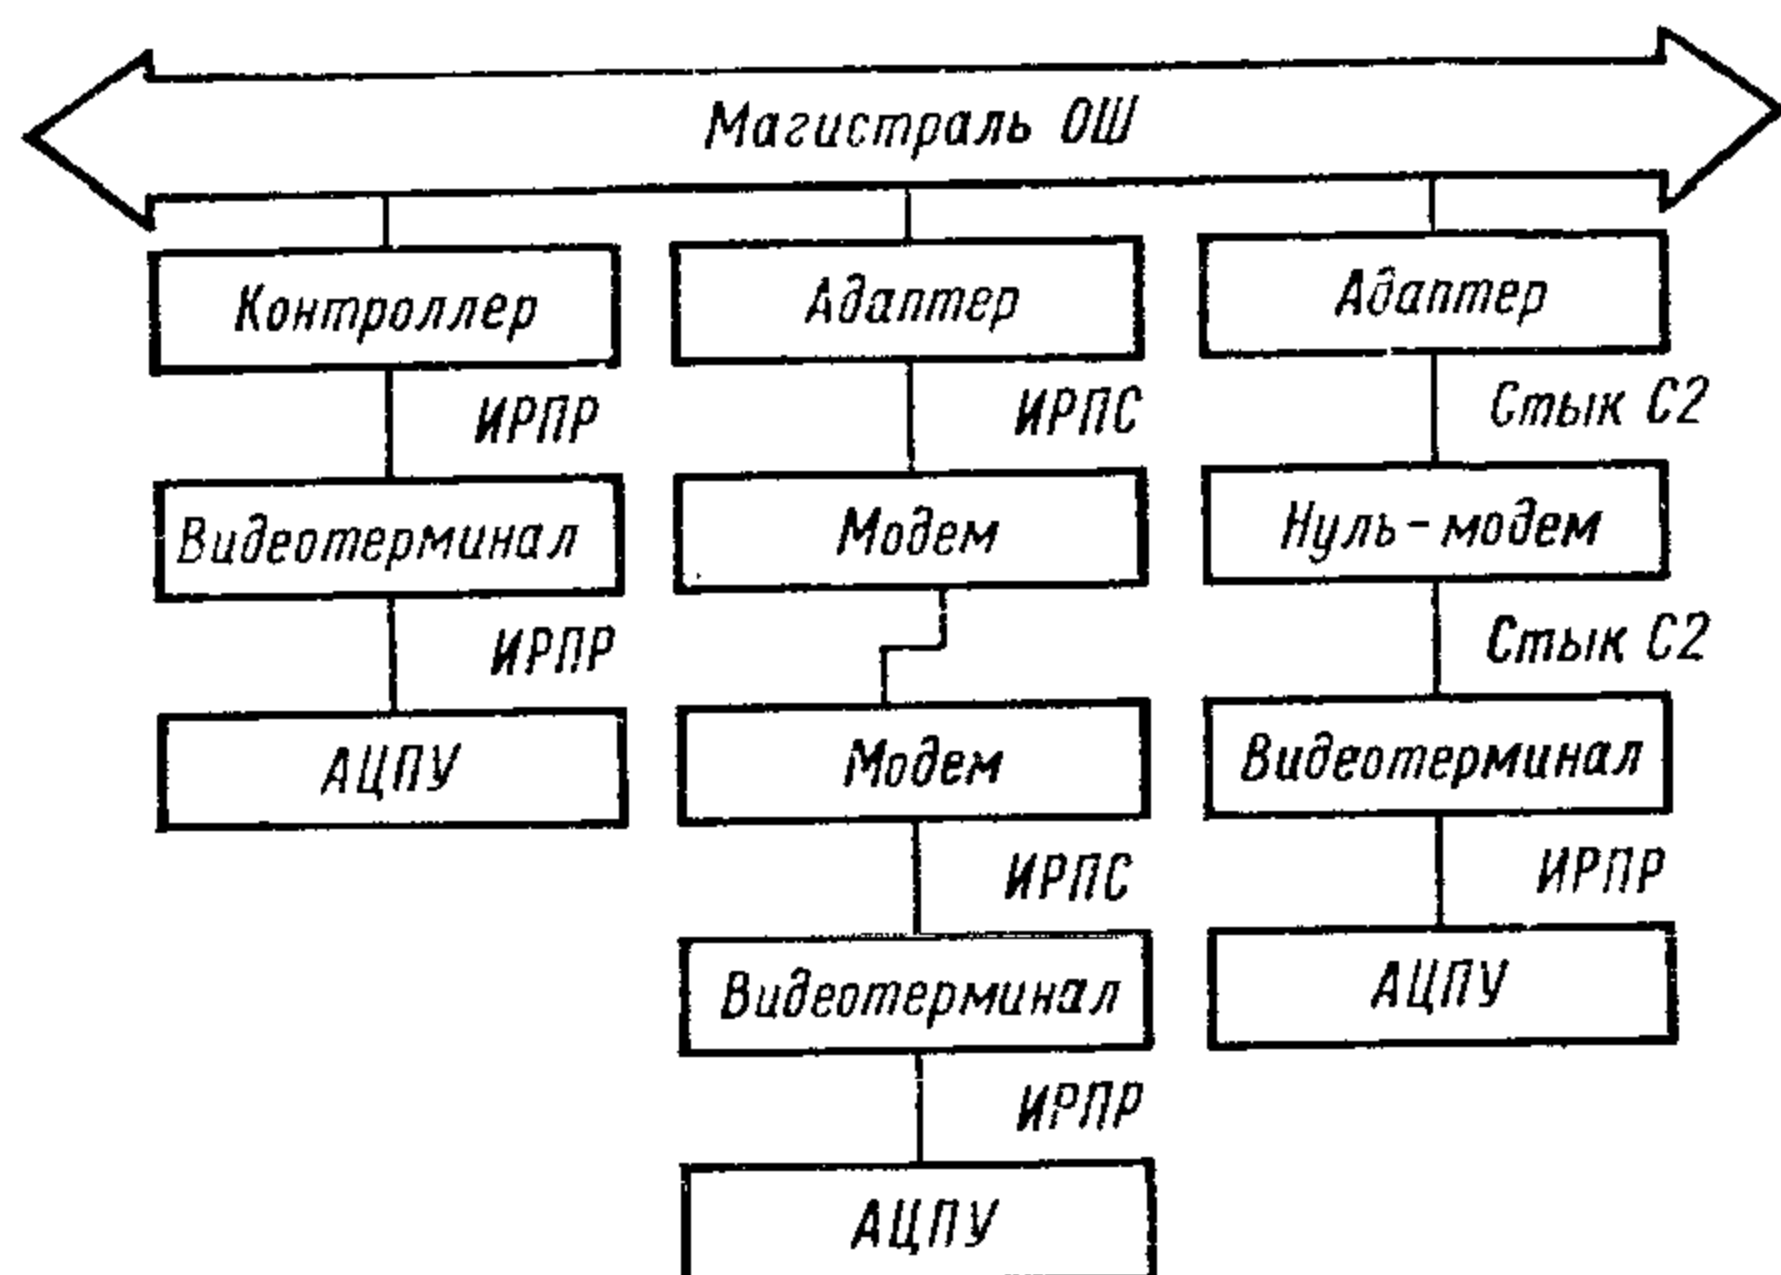 Магистраль ОШ
Контроллер
Адаптер
Адаптер
ИРПР
ИРПС
Стык С2
Видеотерминал
Модем
Нуль-модем
ИРПР
Стык С2
АЦПУ
Модем
Видеотерминал
ИРПС
ИРПР
Видеотерминал
АЦПУ
ИРПР
АЦПУ